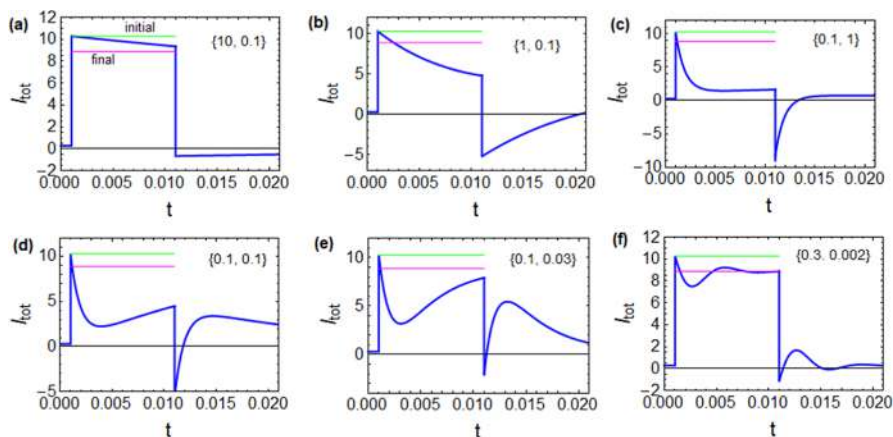 (a)
12
10
8
6
4
2
0
-2
I_tot
initial
final
{10, 0.1}
0.000 0.005 0.010 0.015 0.020
t
(b)
10
5
0
-5
I_tot
{1, 0.1}
0.000 0.005 0.010 0.015 0.020
t
(c)
10
5
0
-5
-10
I_tot
{0.1, 1}
0.000 0.005 0.010 0.015 0.020
t
(d)
10
5
0
-5
I_tot
{0.1, 0.1}
0.000 0.005 0.010 0.015 0.020
t
(e)
10
5
0
I_tot
{0.1, 0.03}
0.000 0.005 0.010 0.015 0.020
t
(f)
12
10
8
6
4
2
0
-2
I_tot
{0.3. 0.002}
0.000 0.005 0.010 0.015 0.020
t